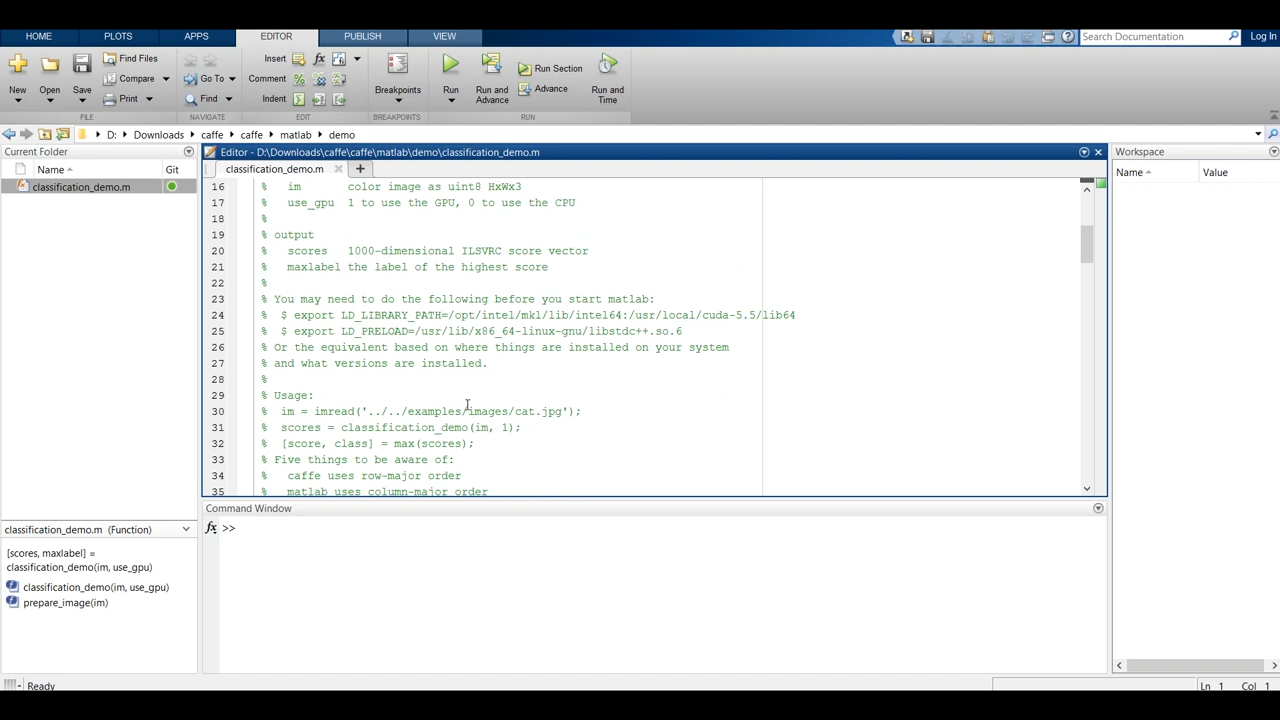 HOME PLOTS APPS EDITOR PUBLISH VIEW Search Documentation Log In
New Open Save Find Files Compare Print
Go To Find
Insert
Comment
Indent
Breakpoints
Run Run and Advance Run Section Advance Run and Time
FILE NAVIGATE EDIT BREAKPOINTS RUN
D: Downloads caffe caffe matlab demo
Current Folder
Name Git
classification_demo.m
Editor - D:\Downloads\caffe\caffe\matlab\demo\classification_demo.m
classification_demo.m
16 % im color image as uint8 HxWx3
17 % use_gpu 1 to use the GPU, 0 to use the CPU
18 %
19 % output
20 % scores 1000-dimensional ILSVRC score vector
21 % maxlabel the label of the highest score
22 %
23 % You may need to do the following before you start matlab:
24 % $ export LD_LIBRARY_PATH=/opt/intel/mkl/lib/intel64:/usr/local/cuda-5.5/lib64
25 % $ export LD_PRELOAD=/usr/lib/x86_64-linux-gnu/libstdc++.so.6
26 % Or the equivalent based on where things are installed on your system
27 % and what versions are installed.
28 %
29 % Usage:
30 % im = imread('../../examples/images/cat.jpg');
31 % scores = classification_demo(im, 1);
32 % [score, class] = max(scores);
33 % Five things to be aware of:
34 % caffe uses row-major order
35 % matlab uses column-major order
Workspace
Name Value
Command Window
fx >>
classification_demo.m (Function)
[scores, maxlabel] =
classification_demo(im, use_gpu)
classification_demo(im, use_gpu)
prepare_image(im)
Ready
Ln 1 Col 1